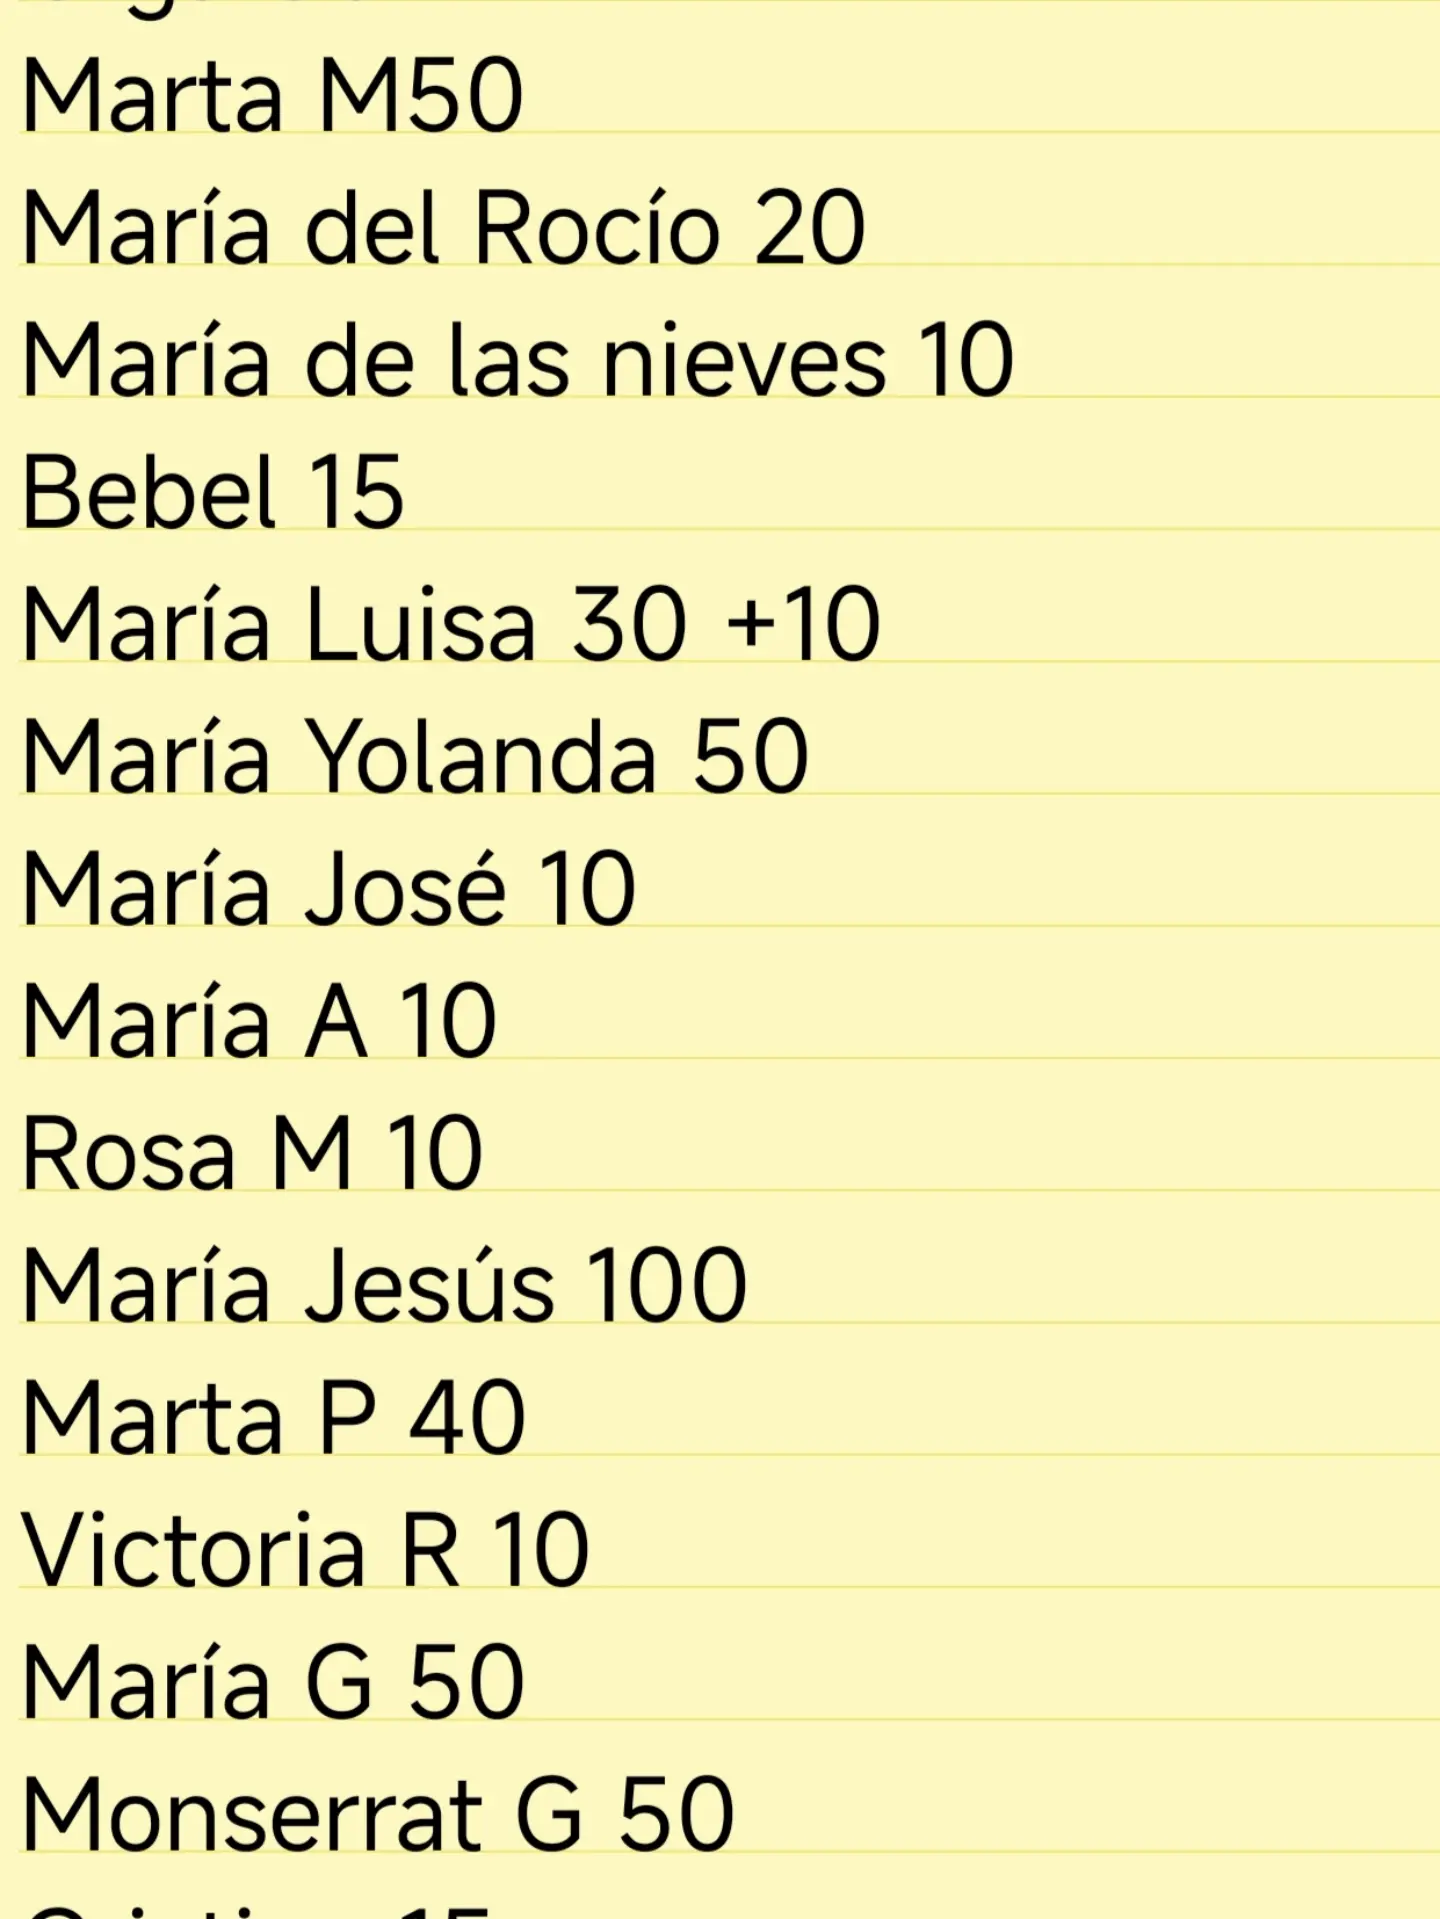 Marta M50
María del Rocío 20
María de las nieves 10
Bebel 15
María Luisa 30 +10
María Yolanda 50
María José 10
María A 10
Rosa M 10
María Jesús 100
Marta P 40
Victoria R 10
María G 50
Monserrat G 50